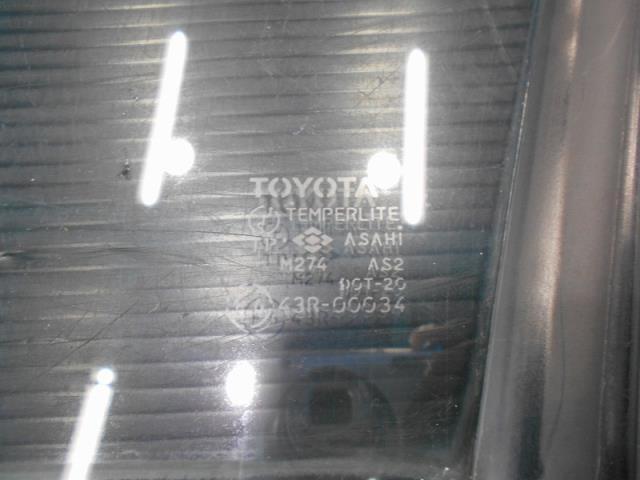 TOYOTA
TEMPERLITE
ASAHI
M274 AS2
DOT-20
43R-00034